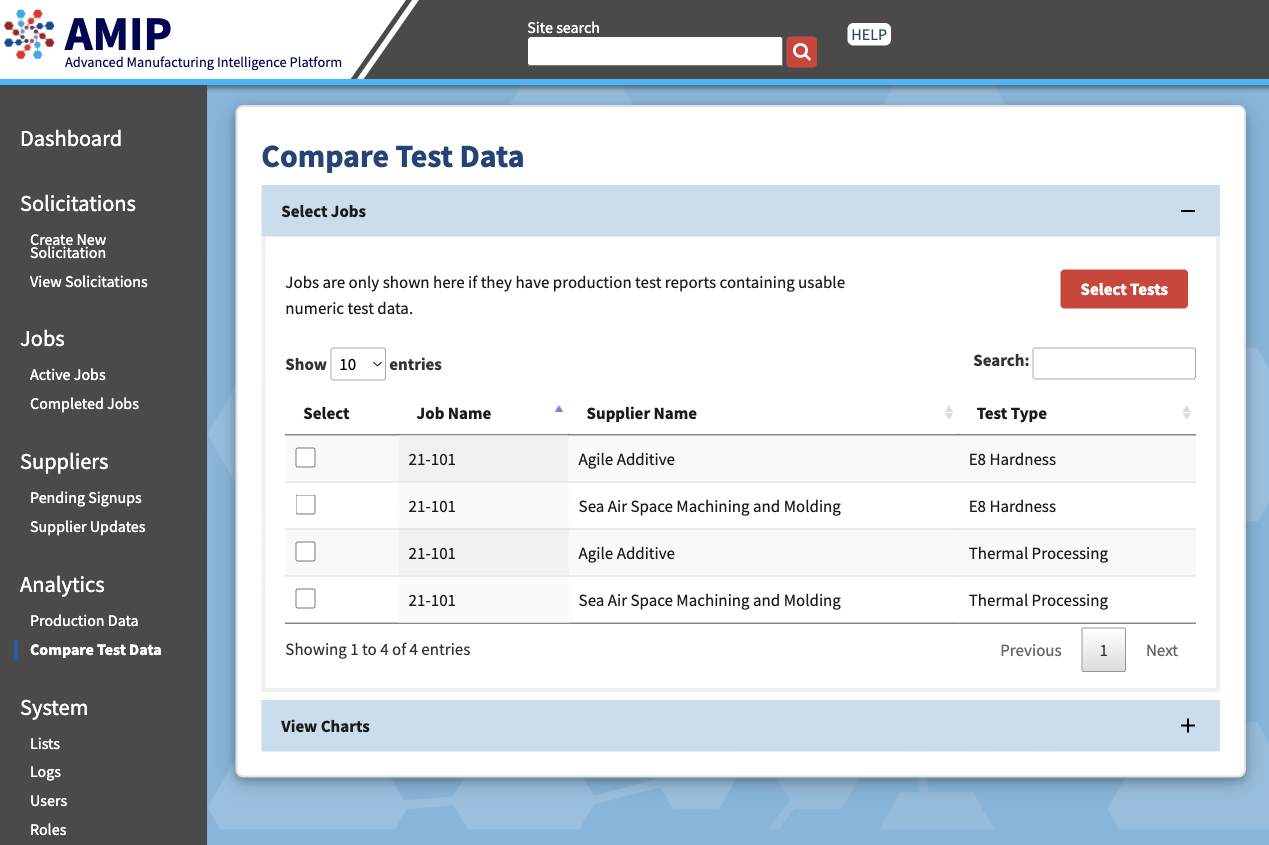 AMIP
Advanced Manufacturing Intelligence Platform
Site search
HELP
Dashboard
Solicitations
Create New
Solicitation
View Solicitations
Jobs
Active Jobs
Completed Jobs
Suppliers
Pending Signups
Supplier Updates
Analytics
Production Data
Compare Test Data
System
Lists
Logs
Users
Roles
Compare Test Data
Select Jobs
Jobs are only shown here if they have production test reports containing usable
numeric test data.
Select Tests
Show 10 entries
Search:
Select Job Name Supplier Name Test Type
21-101 Agile Additive E8 Hardness
21-101 Sea Air Space Machining and Molding E8 Hardness
21-101 Agile Additive Thermal Processing
21-101 Sea Air Space Machining and Molding Thermal Processing
Showing 1 to 4 of 4 entries
Previous 1 Next
View Charts